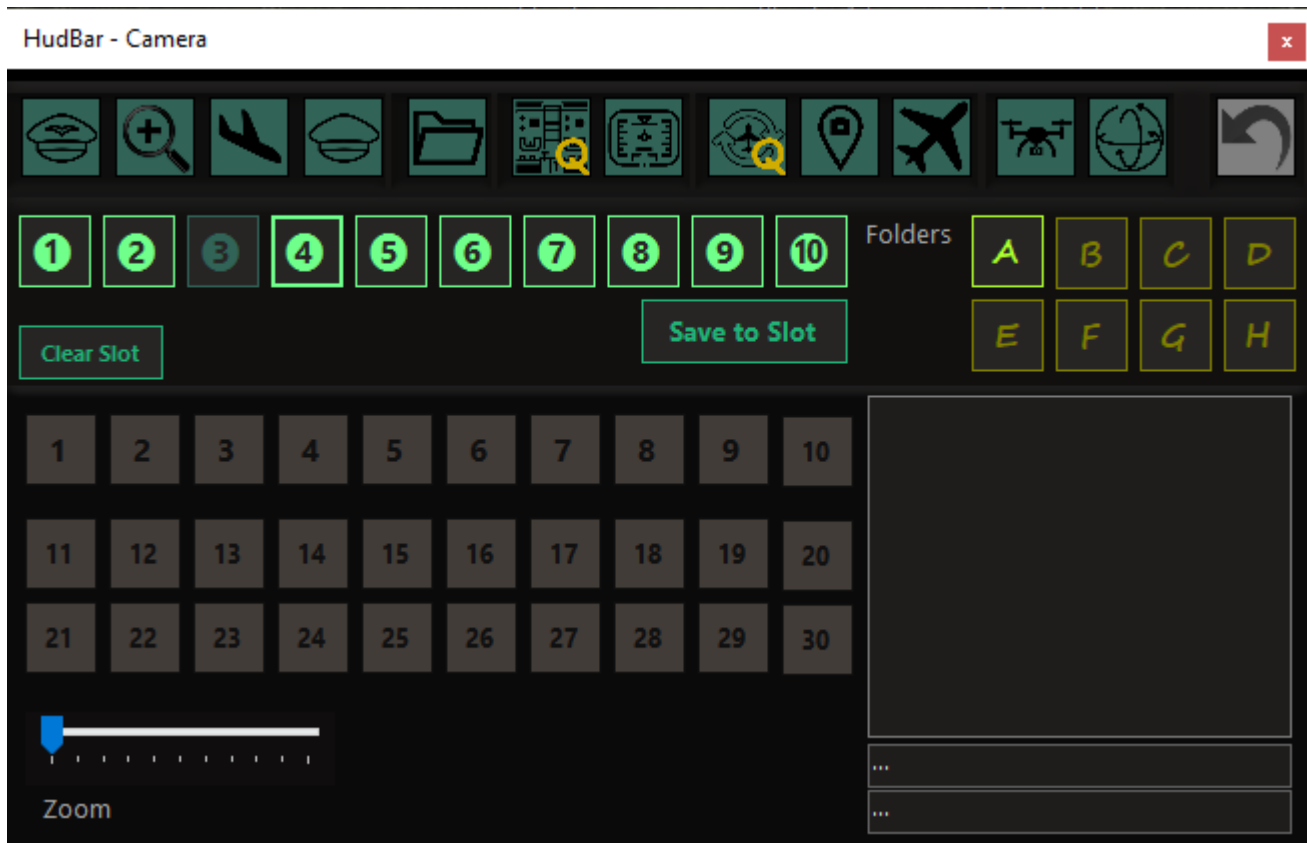 HudBar - Camera
x
1 2 3 4 5 6 7 8 9 10
Folders
A B C D
Save to Slot
E F G H
Clear Slot
1 2 3 4 5 6 7 8 9 10
11 12 13 14 15 16 17 18 19 20
21 22 23 24 25 26 27 28 29 30
...
Zoom
...